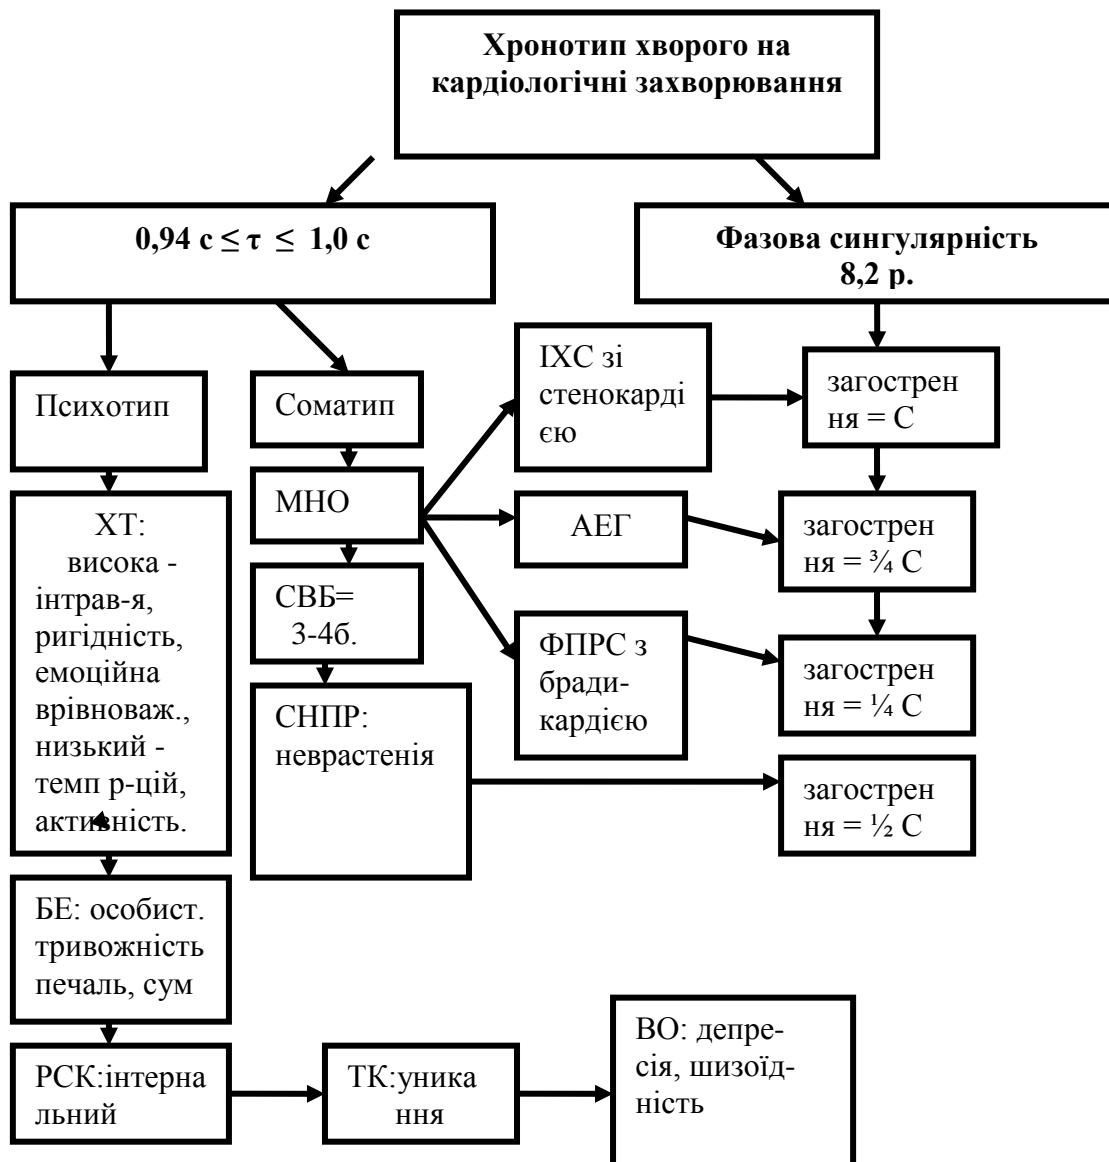 Хронотип хворого на
кардіологічні захворювання
0,94 с ≤ τ ≤ 1,0 с
Фазова сингулярність
8,2 р.
Психотип
Соматип
ІХС зі
стенокарді
єю
загострен
ня = С
ХТ:
висока -
інтрав-я,
ригідність,
емоційна
врівноваж.,
низький -
темп р-цій,
активність.
МНО
АЕГ
загострен
ня = ¾ С
СВБ=
3-4б.
ФПРС з
бради-
кардією
загострен
ня = ¼ С
СНПР:
неврастенія
загострен
ня = ½ С
БЕ: особист.
тривожність
печаль, сум
РСК:інтерна
льний
ТК:уника
ння
ВО: депре-
сія, шизоїд-
ність